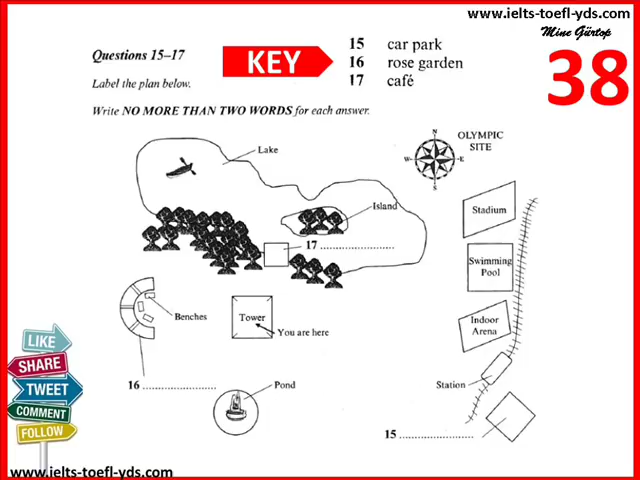 www.ielts-toefl-yds.com
Mine Gürtop
38
Questions 15–17
Label the plan below.
Write NO MORE THAN TWO WORDS for each answer.
KEY
15 car park
16 rose garden
17 café
Lake
Island
17 ....................
N
W
E
S
OLYMPIC
SITE
Stadium
Swimming
Pool
Indoor
Arena
Station
15 ....................
Benches
Tower
You are here
16 ....................
Pond
LIKE
SHARE
TWEET
COMMENT
FOLLOW
www.ielts-toefl-yds.com